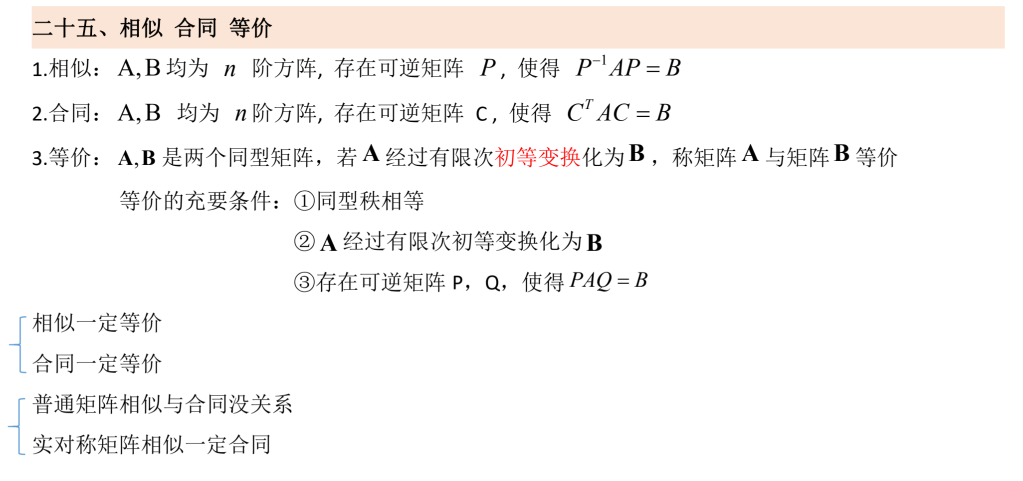 二十五、相似 合同 等价
1.相似： A,B 均为 n 阶方阵, 存在可逆矩阵 P, 使得 P⁻¹AP = B
2.合同： A,B 均为 n 阶方阵, 存在可逆矩阵 C, 使得 Cᵀ AC = B
3.等价： A,B 是两个同型矩阵，若 A 经过有限次初等变换化为 B ，称矩阵 A 与矩阵 B 等价
等价的充要条件：①同型秩相等
② A 经过有限次初等变换化为 B
③存在可逆矩阵 P，Q，使得 PAQ = B
相似一定等价
合同一定等价
普通矩阵相似与合同没关系
实对称矩阵相似一定合同